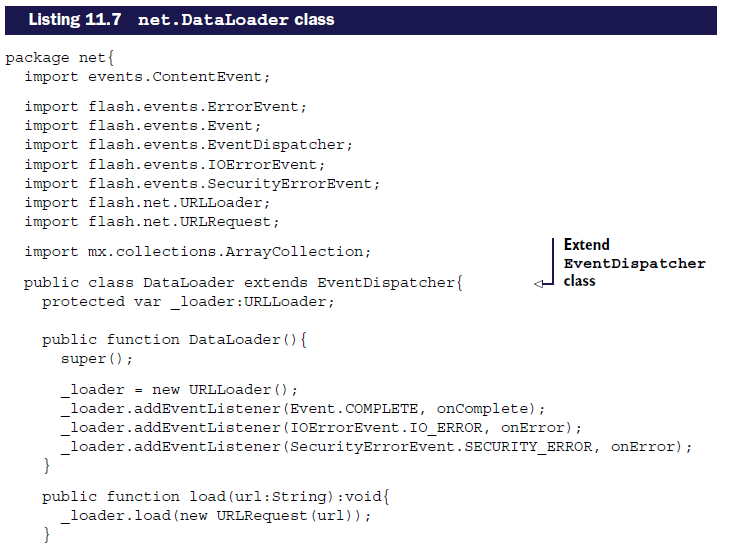 Listing 11.7 net.DataLoader class
package net{
import events.ContentEvent;
import flash.events.ErrorEvent;
import flash.events.Event;
import flash.events.EventDispatcher;
import flash.events.IOErrorEvent;
import flash.events.SecurityErrorEvent;
import flash.net.URLLoader;
import flash.net.URLRequest;
import mx.collections.ArrayCollection;
Extend
EventDispatcher
class
public class DataLoader extends EventDispatcher{
protected var _loader:URLLoader;
public function DataLoader(){
super();
_loader = new URLLoader();
_loader.addEventListener(Event.COMPLETE, onComplete);
_loader.addEventListener(IOErrorEvent.IO_ERROR, onError);
_loader.addEventListener(SecurityErrorEvent.SECURITY_ERROR, onError);
}
public function load(url:String):void{
_loader.load(new URLRequest(url));
}